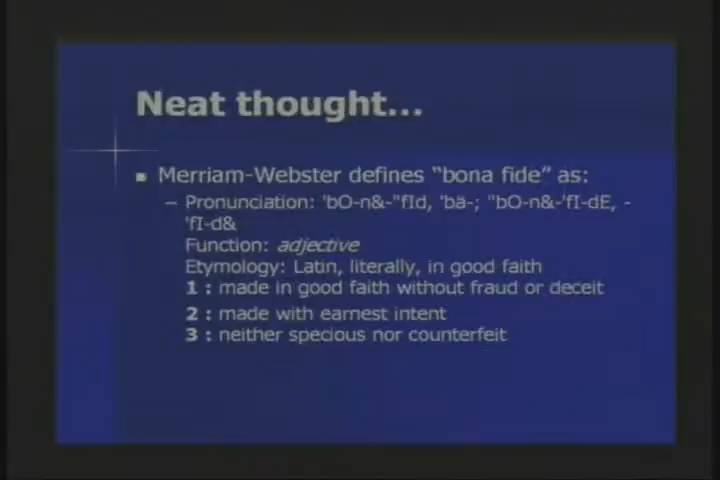 Neat thought...
Merriam-Webster defines "bona fide" as:
– Pronunciation: 'bO-n&-"fId, 'bä-; "bO-n&-'fI-dE, -
'fI-d&
Function: adjective
Etymology: Latin, literally, in good faith
1 : made in good faith without fraud or deceit
2 : made with earnest intent
3 : neither specious nor counterfeit